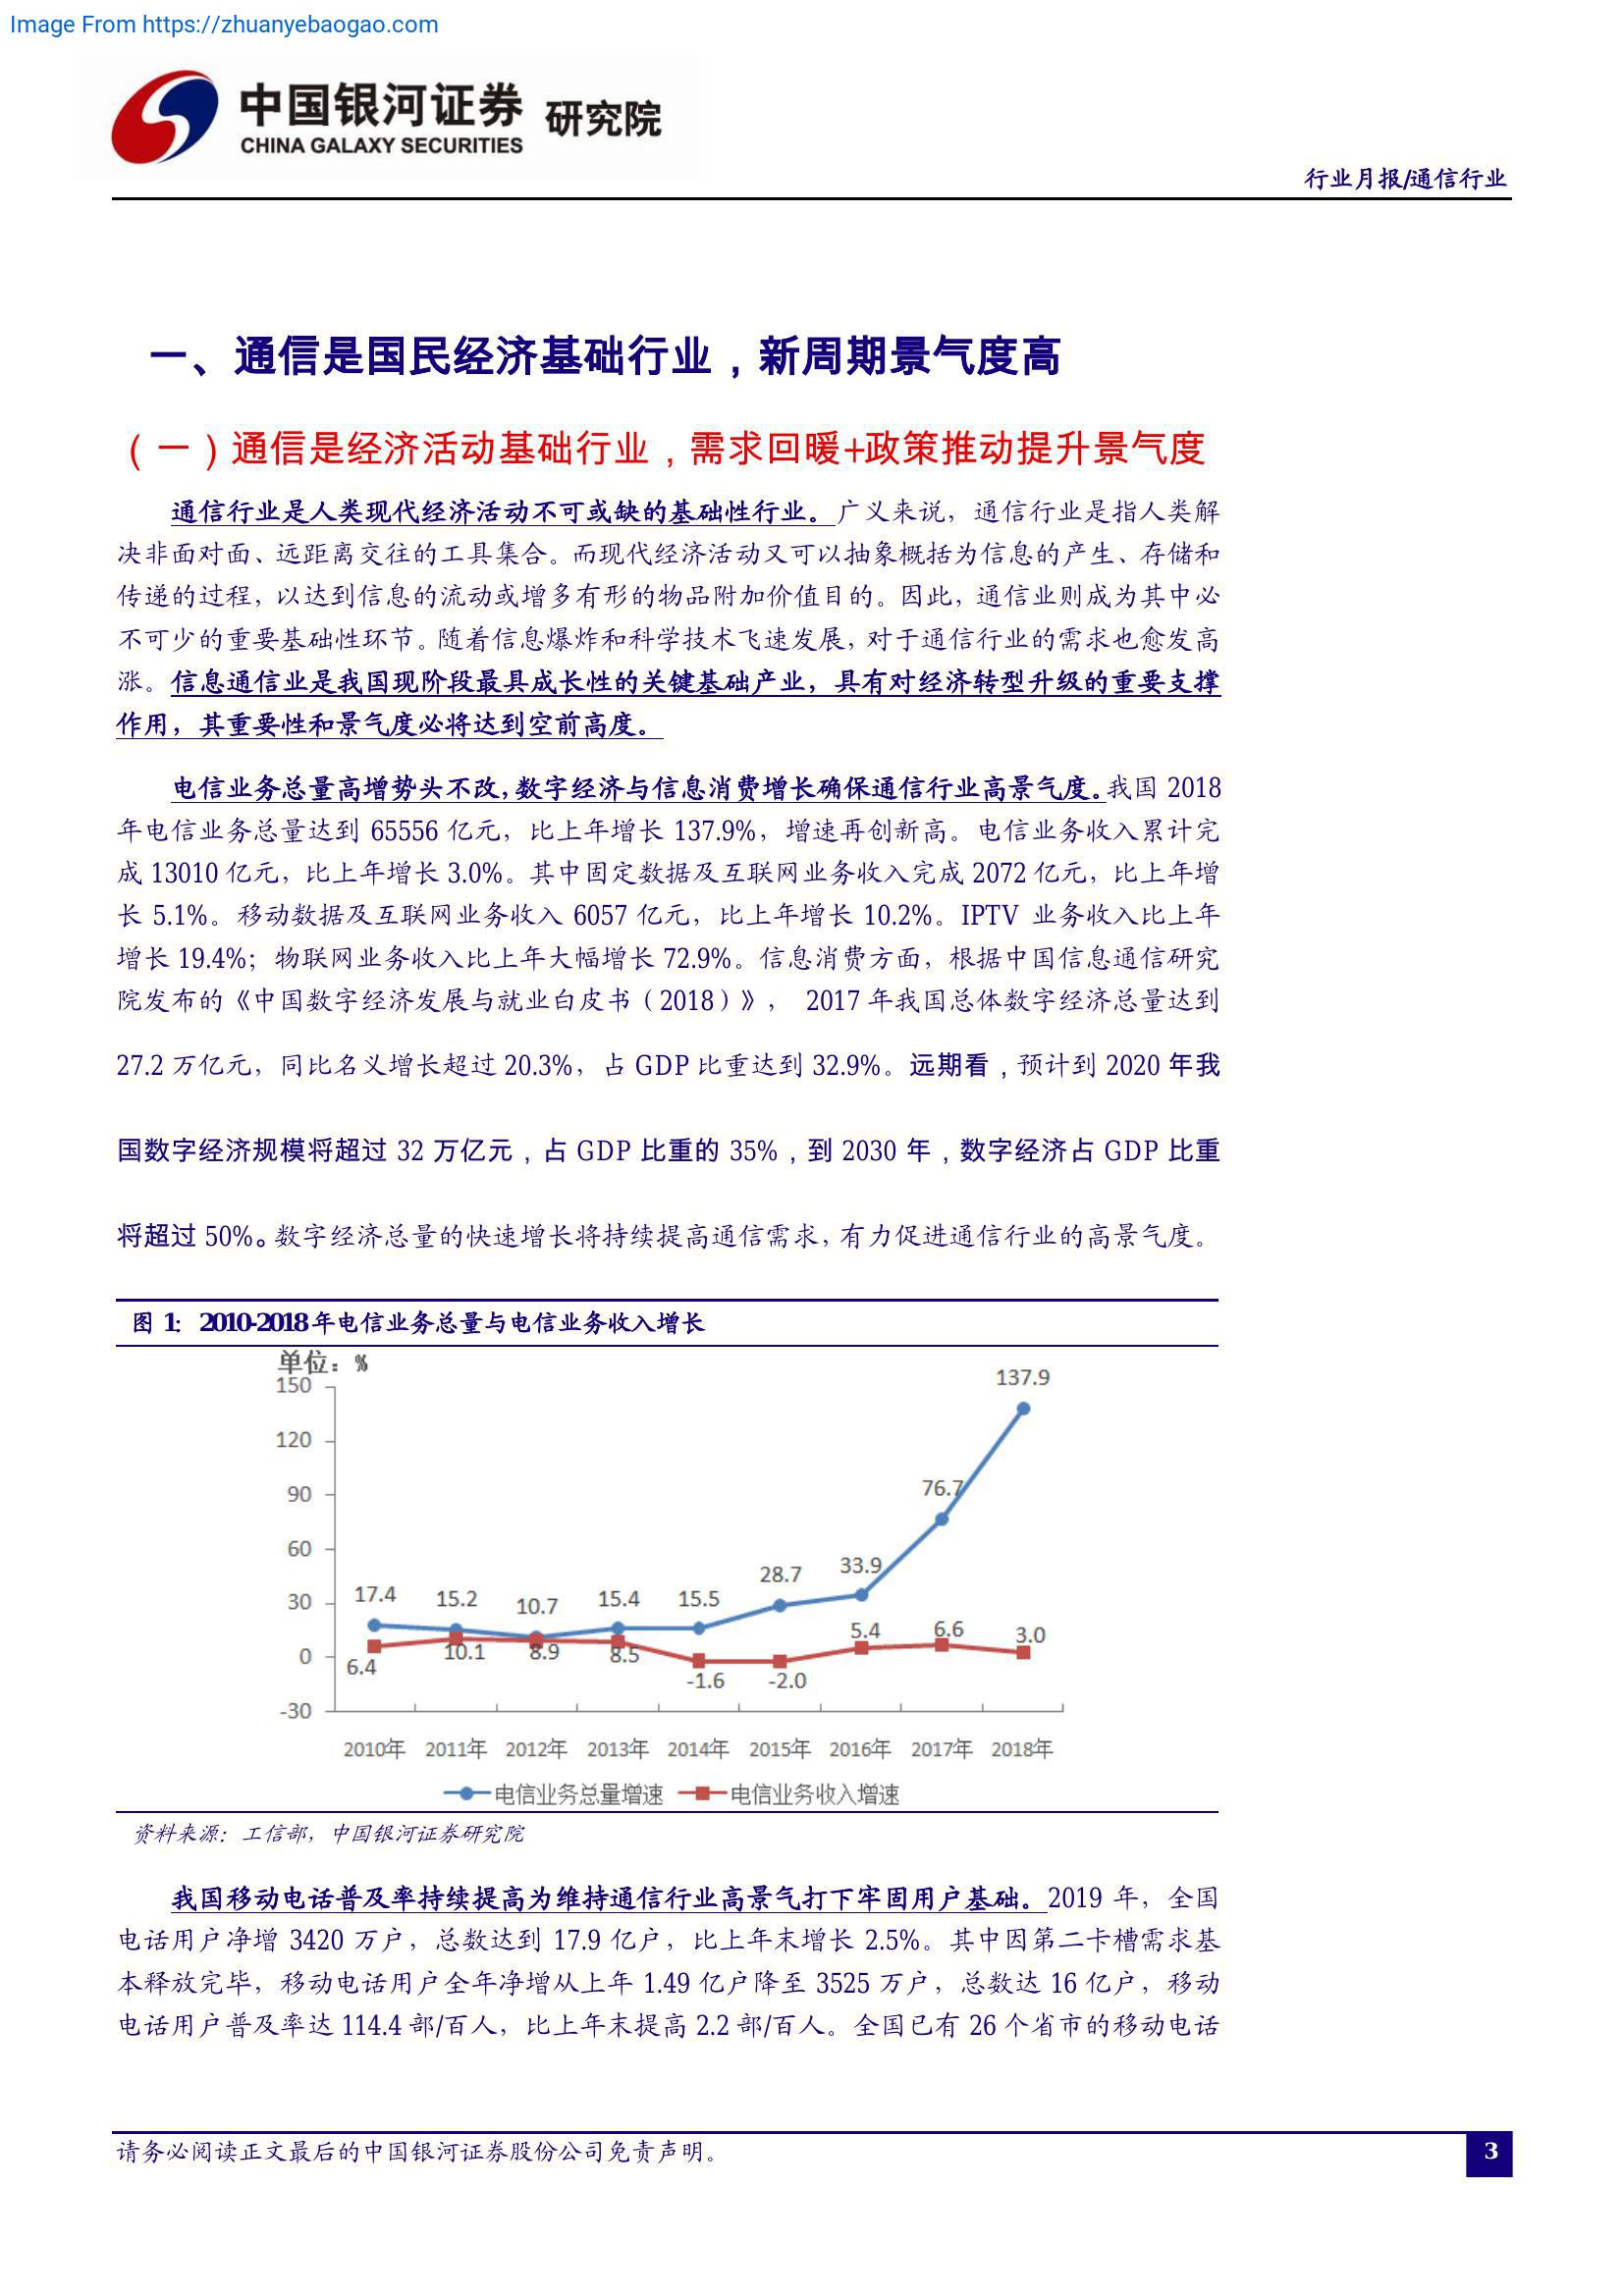 Image From https://zhuanyebaogao.com
中国银河证券 研究院
CHINA GALAXY SECURITIES
行业月报/通信行业
一、通信是国民经济基础行业，新周期景气度高
（一）通信是经济活动基础行业，需求回暖+政策推动提升景气度
通信行业是人类现代经济活动不可或缺的基础性行业。广义来说，通信行业是指人类解
决非面对面、远距离交往的工具集合。而现代经济活动又可以抽象概括为信息的产生、存储和
传递的过程，以达到信息的流动或增多有形的物品附加价值目的。因此，通信业则成为其中必
不可少的重要基础性环节。随着信息爆炸和科学技术飞速发展，对于通信行业的需求也愈发高
涨。信息通信业是我国现阶段最具成长性的关键基础产业，具有对经济转型升级的重要支撑
作用，其重要性和景气度必将达到空前高度。
电信业务总量高增势头不改，数字经济与信息消费增长确保通信行业高景气度。我国 2018
年电信业务总量达到 65556 亿元，比上年增长 137.9%，增速再创新高。电信业务收入累计完
成 13010 亿元，比上年增长 3.0%。其中固定数据及互联网业务收入完成 2072 亿元，比上年增
长 5.1%。移动数据及互联网业务收入 6057 亿元，比上年增长 10.2%。IPTV 业务收入比上年
增长 19.4%；物联网业务收入比上年大幅增长 72.9%。信息消费方面，根据中国信息通信研究
院发布的《中国数字经济发展与就业白皮书（2018）》， 2017 年我国总体数字经济总量达到
27.2 万亿元，同比名义增长超过 20.3%，占 GDP 比重达到 32.9%。远期看，预计到 2020 年我
国数字经济规模将超过 32 万亿元，占 GDP 比重的 35%，到 2030 年，数字经济占 GDP 比重
将超过 50%。数字经济总量的快速增长将持续提高通信需求，有力促进通信行业的高景气度。
图 1：2010-2018年电信业务总量与电信业务收入增长
单位：%
150
120
90
60
30
0
-30
17.4 15.2 10.7 15.4 15.5 28.7 33.9 76.7 137.9
6.4 10.1 8.9 8.5 -1.6 -2.0 5.4 6.6 3.0
2010年 2011年 2012年 2013年 2014年 2015年 2016年 2017年 2018年
电信业务总量增速 电信业务收入增速
资料来源：工信部，中国银河证券研究院
我国移动电话普及率持续提高为维持通信行业高景气打下牢固用户基础。2019 年，全国
电话用户净增 3420 万户，总数达到 17.9 亿户，比上年末增长 2.5%。其中因第二卡槽需求基
本释放完毕，移动电话用户全年净增从上年 1.49 亿户降至 3525 万户，总数达 16 亿户，移动
电话用户普及率达 114.4 部/百人，比上年末提高 2.2 部/百人。全国已有 26 个省市的移动电话
请务必阅读正文最后的中国银河证券股份公司免责声明。
3